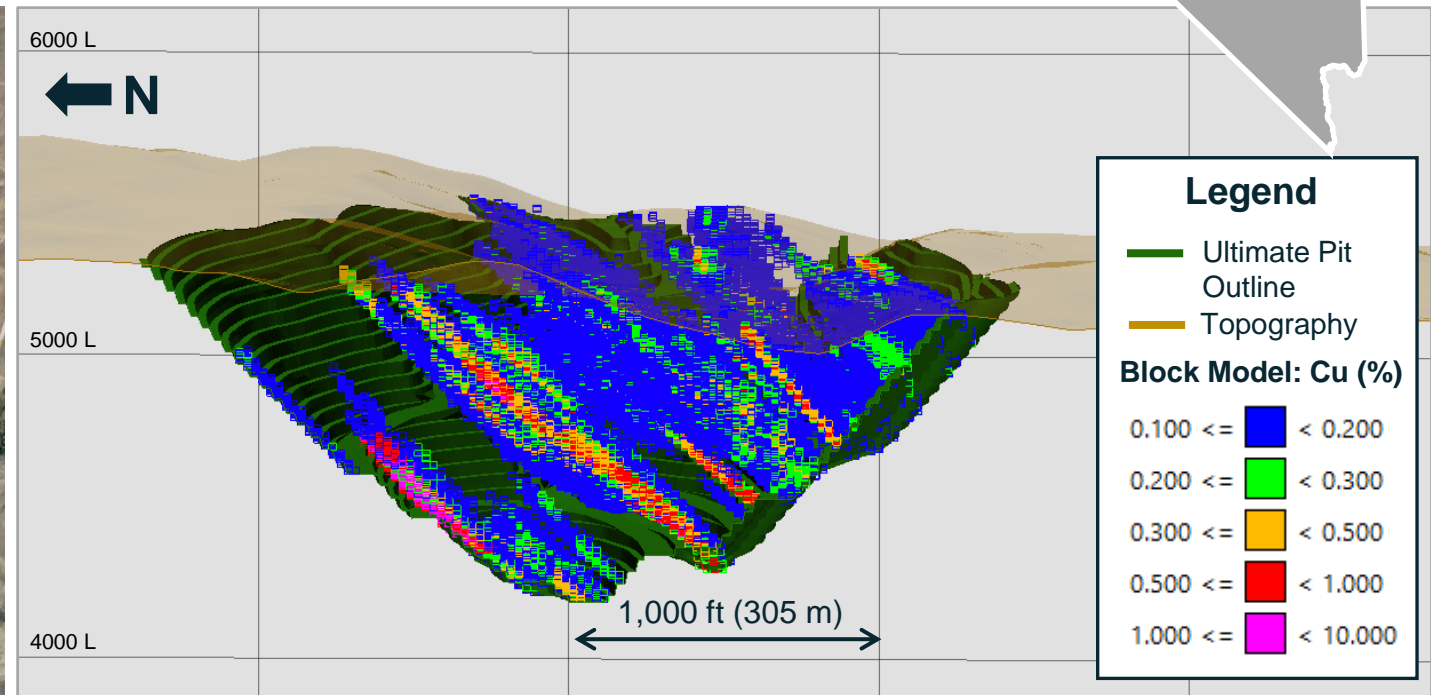 6000 L
N
5000 L
4000 L
1,000 ft (305 m)
Legend
Ultimate Pit
Outline
Topography
Block Model: Cu (%)
0.100 <= < 0.200
0.200 <= < 0.300
0.300 <= < 0.500
0.500 <= < 1.000
1.000 <= < 10.000